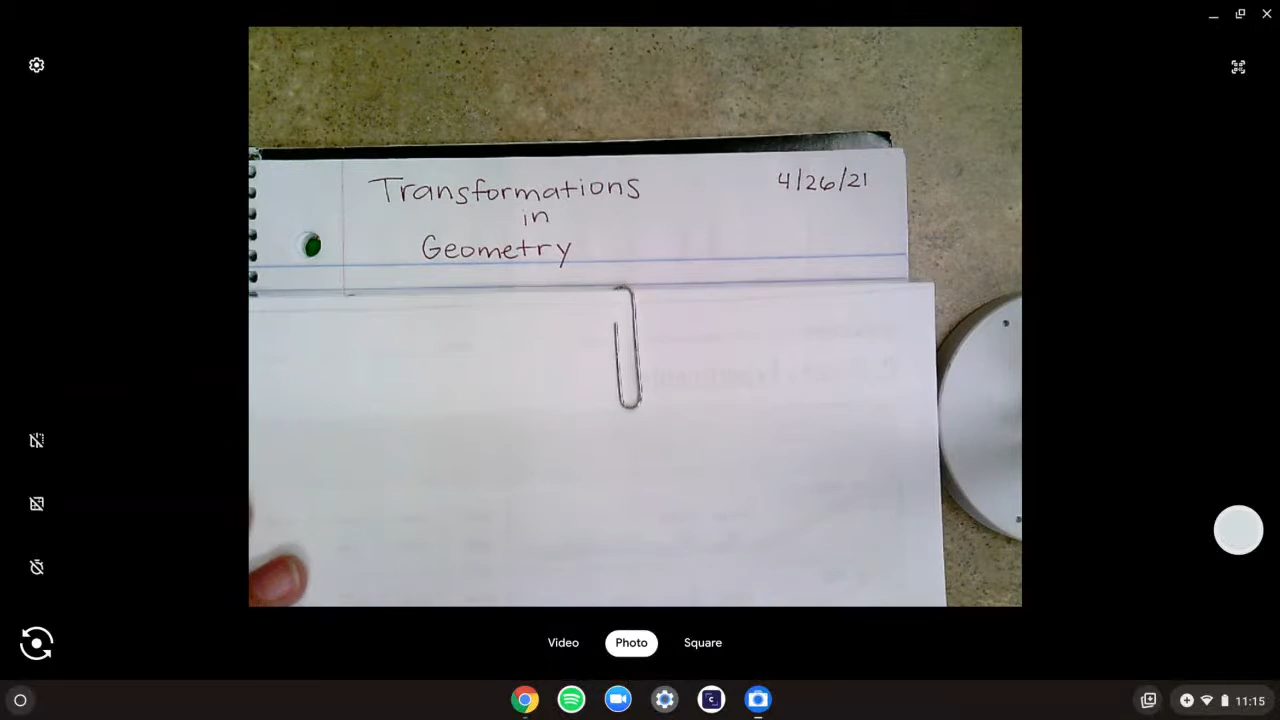 Transformations
in
Geometry
4/26/21
Video
Photo
Square
11:15